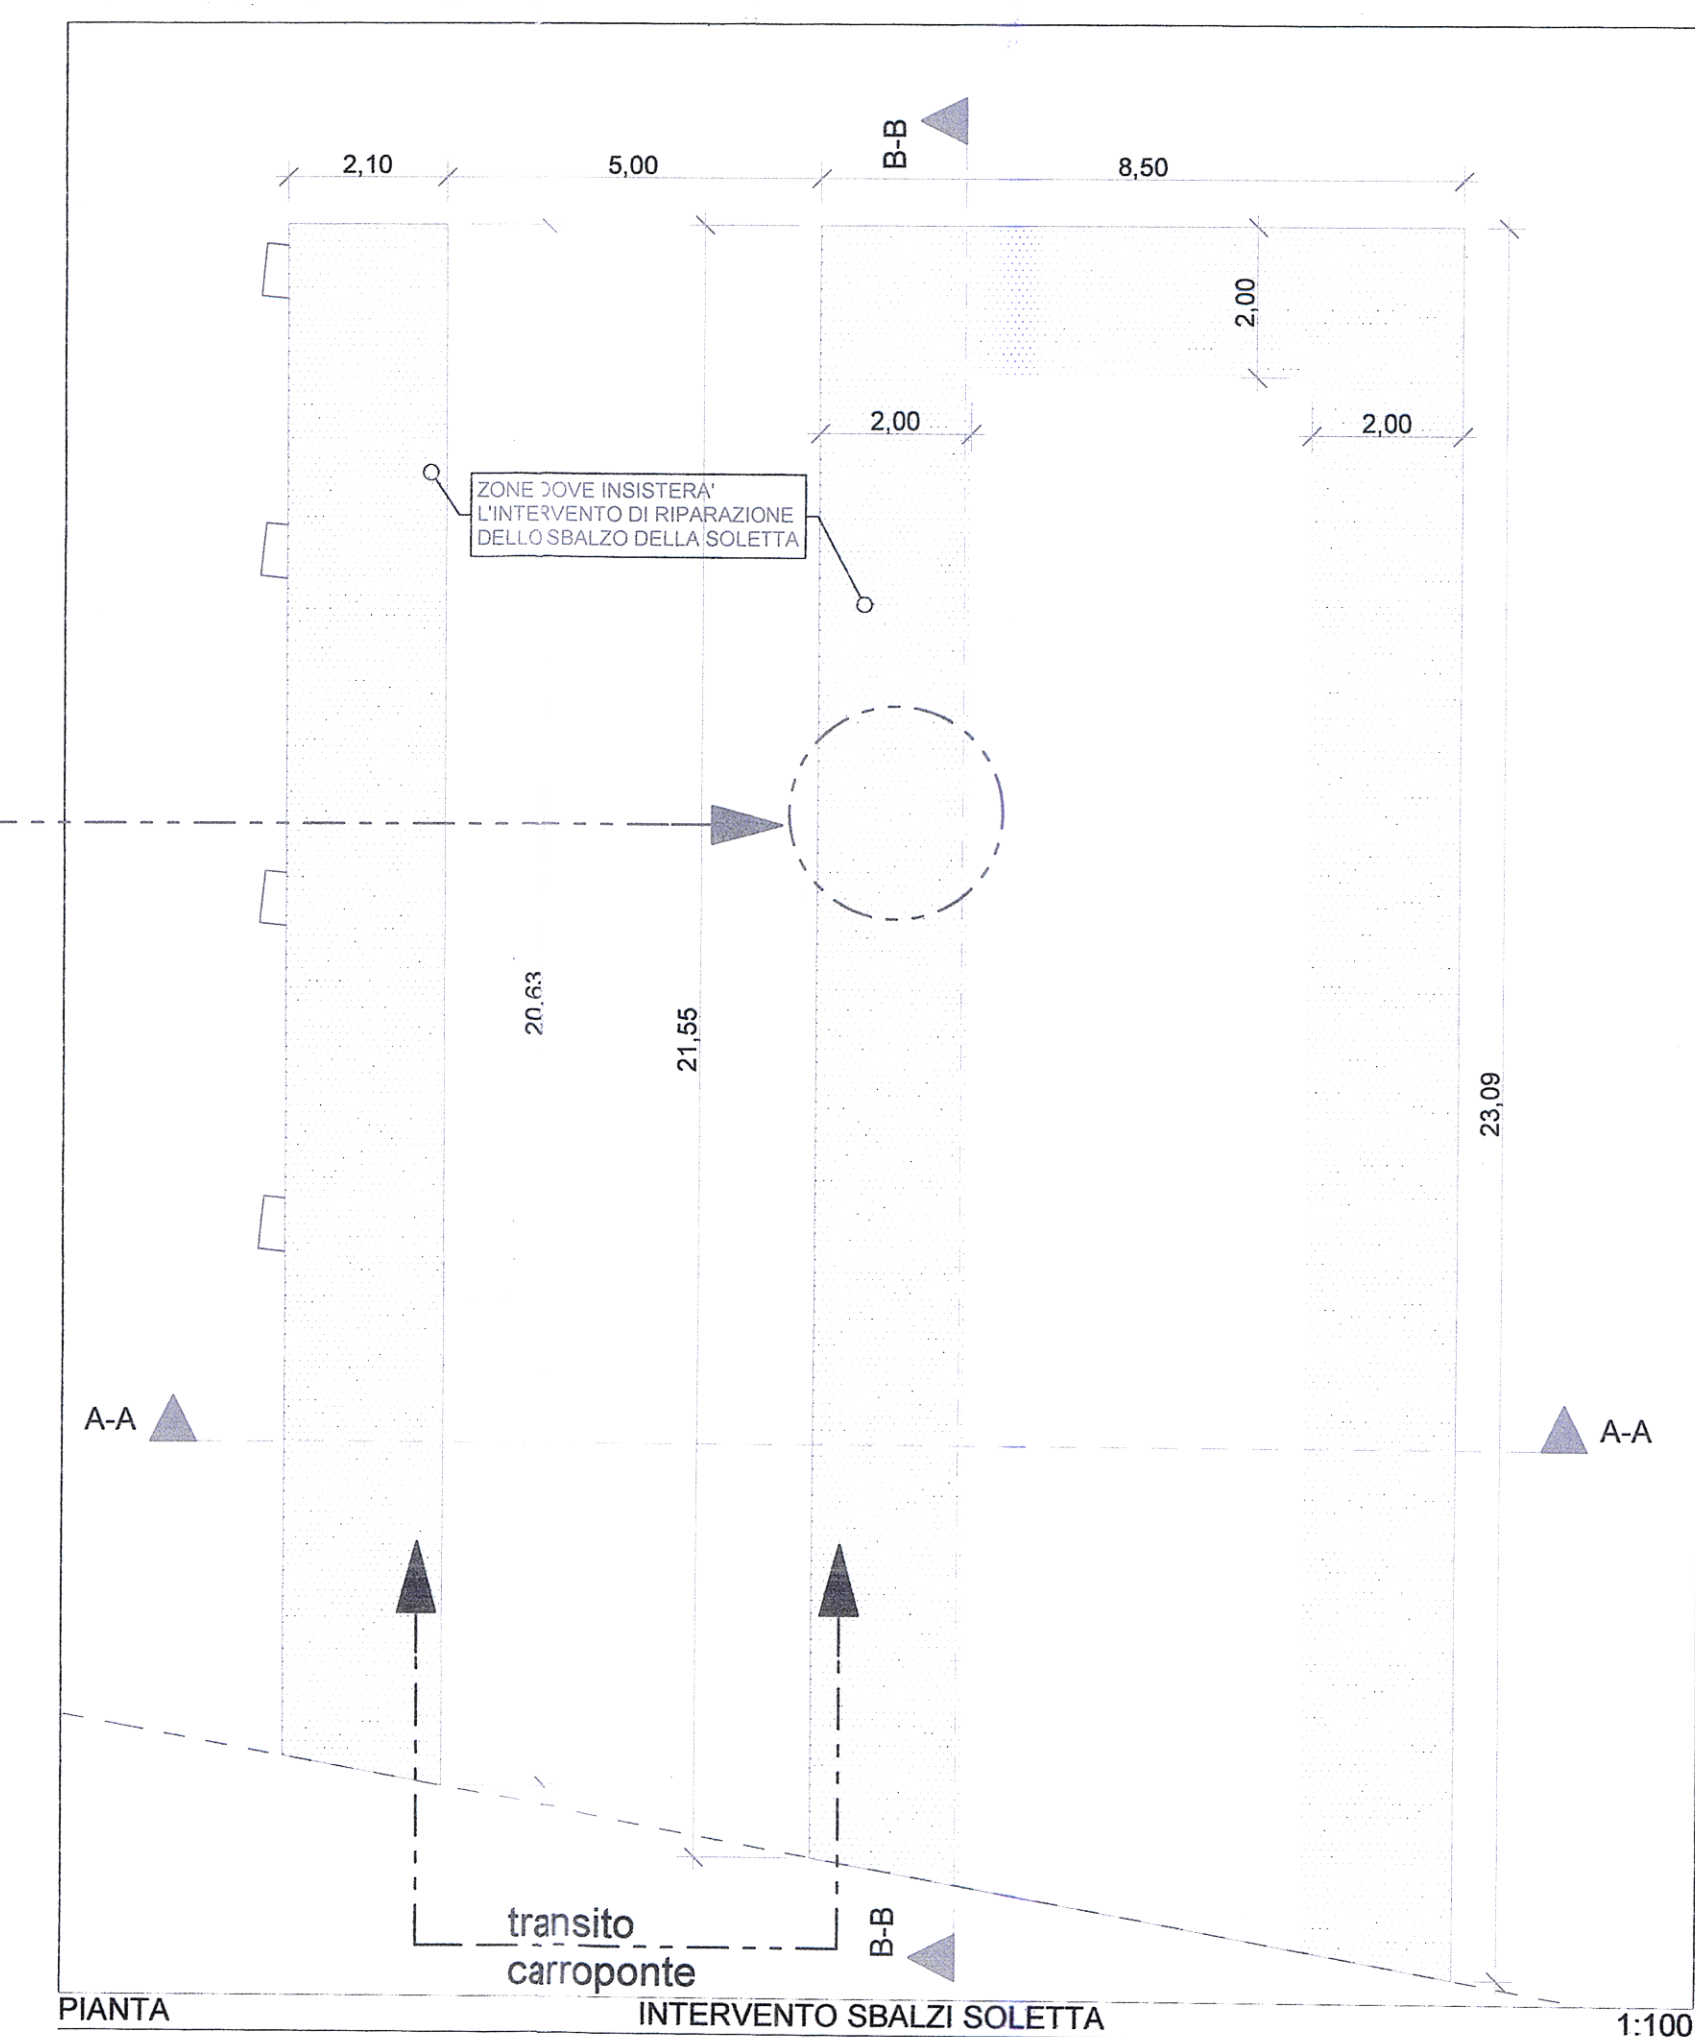 B-B
2,10
5,00
8,50
2,00
2,00
2,00
ZONE DOVE INSISTERA'
L'INTERVENTO DI RIPARAZIONE
DELLO SBALZO DELLA SOLETTA
20,63
21,55
23,09
A-A
A-A
transito
carroponte
B-B
PIANTA
INTERVENTO SBALZI SOLETTA
1:100